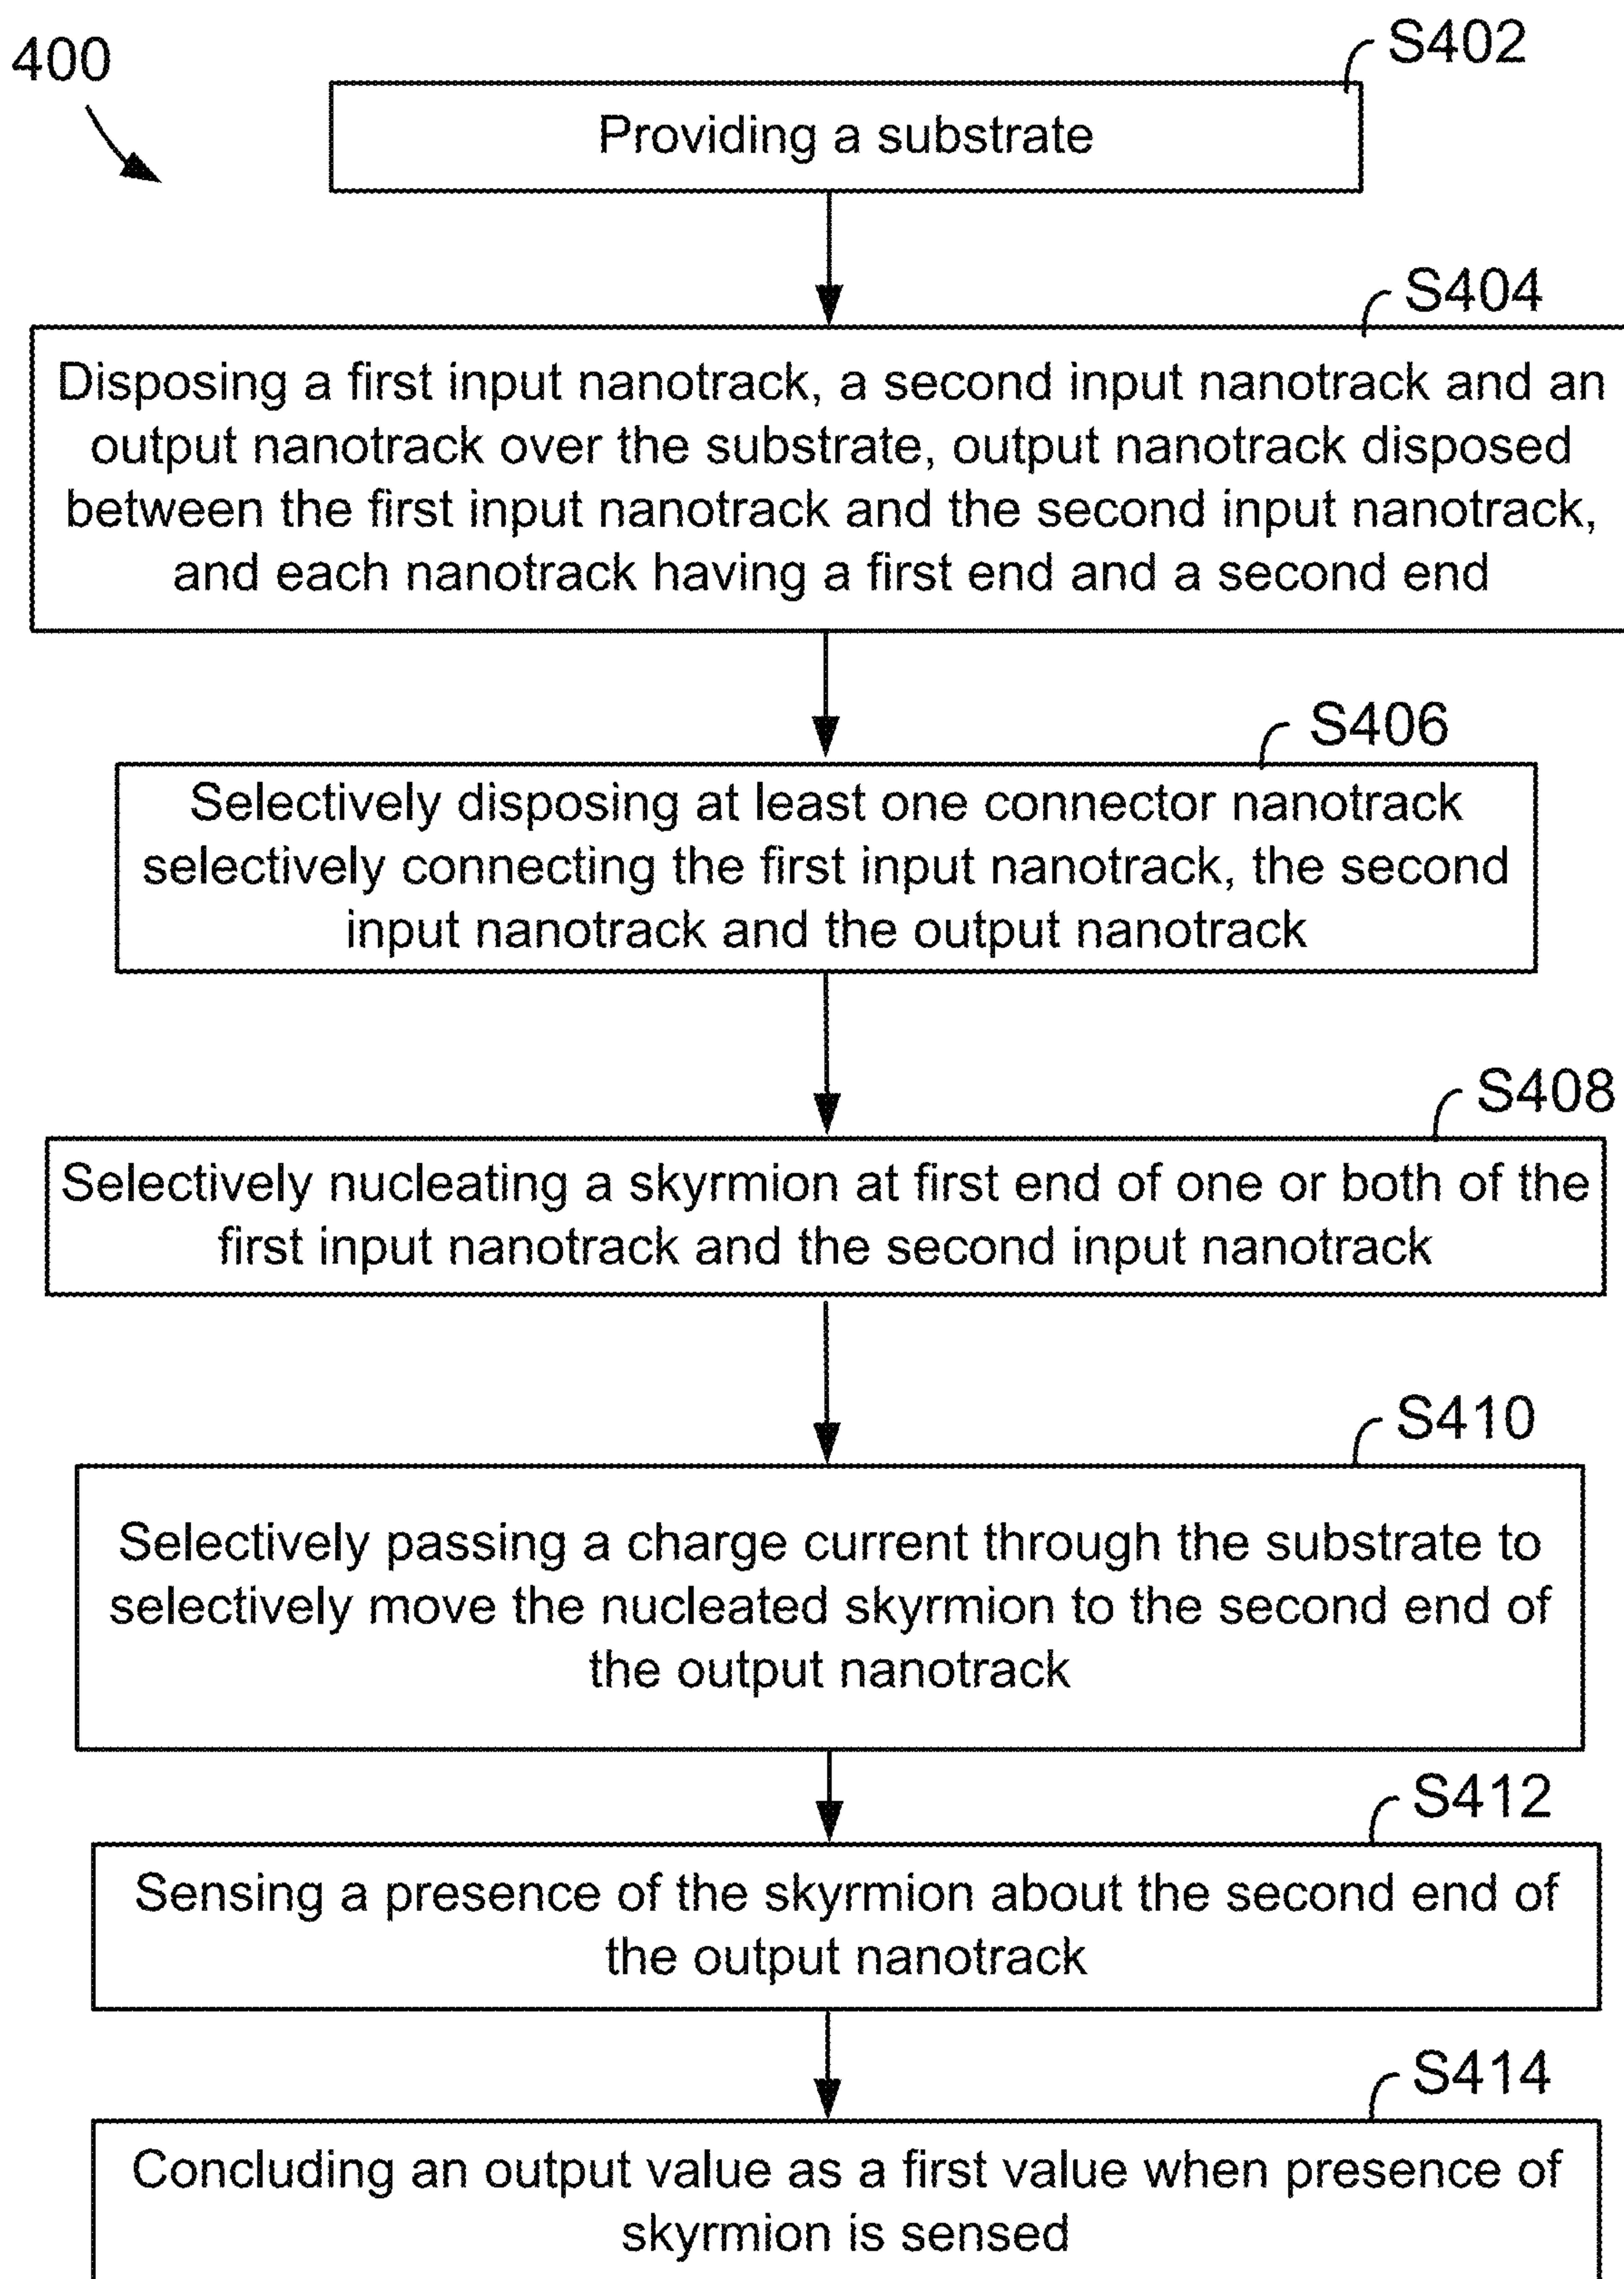 400
S402
Providing a substrate
S404
Disposing a first input nanotrack, a second input nanotrack and an
output nanotrack over the substrate, output nanotrack disposed
between the first input nanotrack and the second input nanotrack,
and each nanotrack having a first end and a second end
S406
Selectively disposing at least one connector nanotrack
selectively connecting the first input nanotrack, the second
input nanotrack and the output nanotrack
S408
Selectively nucleating a skyrmion at first end of one or both of the
first input nanotrack and the second input nanotrack
S410
Selectively passing a charge current through the substrate to
selectively move the nucleated skyrmion to the second end of
the output nanotrack
S412
Sensing a presence of the skyrmion about the second end of
the output nanotrack
S414
Concluding an output value as a first value when presence of
skyrmion is sensed